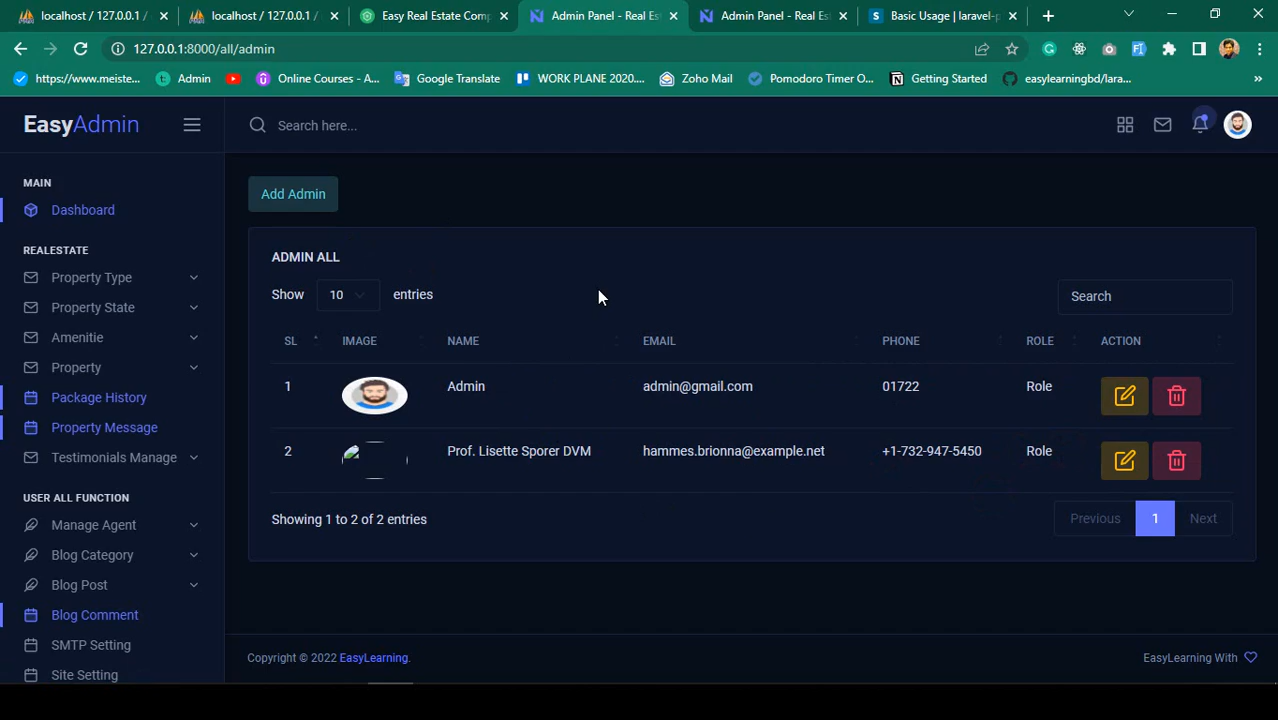 localhost / 127.0.0.1 /
localhost / 127.0.0.1 /
Easy Real Estate Comp
Admin Panel - Real Es
Admin Panel - Real Est
Basic Usage | laravel-p
127.0.0.1:8000/all/admin
https://www.meiste...
Admin
Online Courses - A...
Google Translate
WORK PLANE 2020....
Zoho Mail
Pomodoro Timer O...
Getting Started
easylearningbd/lara...
EasyAdmin
Search here...
MAIN
Dashboard
REALESTATE
Property Type
Property State
Amenitie
Property
Package History
Property Message
Testimonials Manage
USER ALL FUNCTION
Manage Agent
Blog Category
Blog Post
Blog Comment
SMTP Setting
Site Setting
Add Admin
ADMIN ALL
Show 10 entries
Search
SL IMAGE NAME EMAIL PHONE ROLE ACTION
1 Admin admin@gmail.com 01722 Role
2 Prof. Lisette Sporer DVM hammes.brionna@example.net +1-732-947-5450 Role
Showing 1 to 2 of 2 entries
Previous 1 Next
Copyright © 2022 EasyLearning.
EasyLearning With